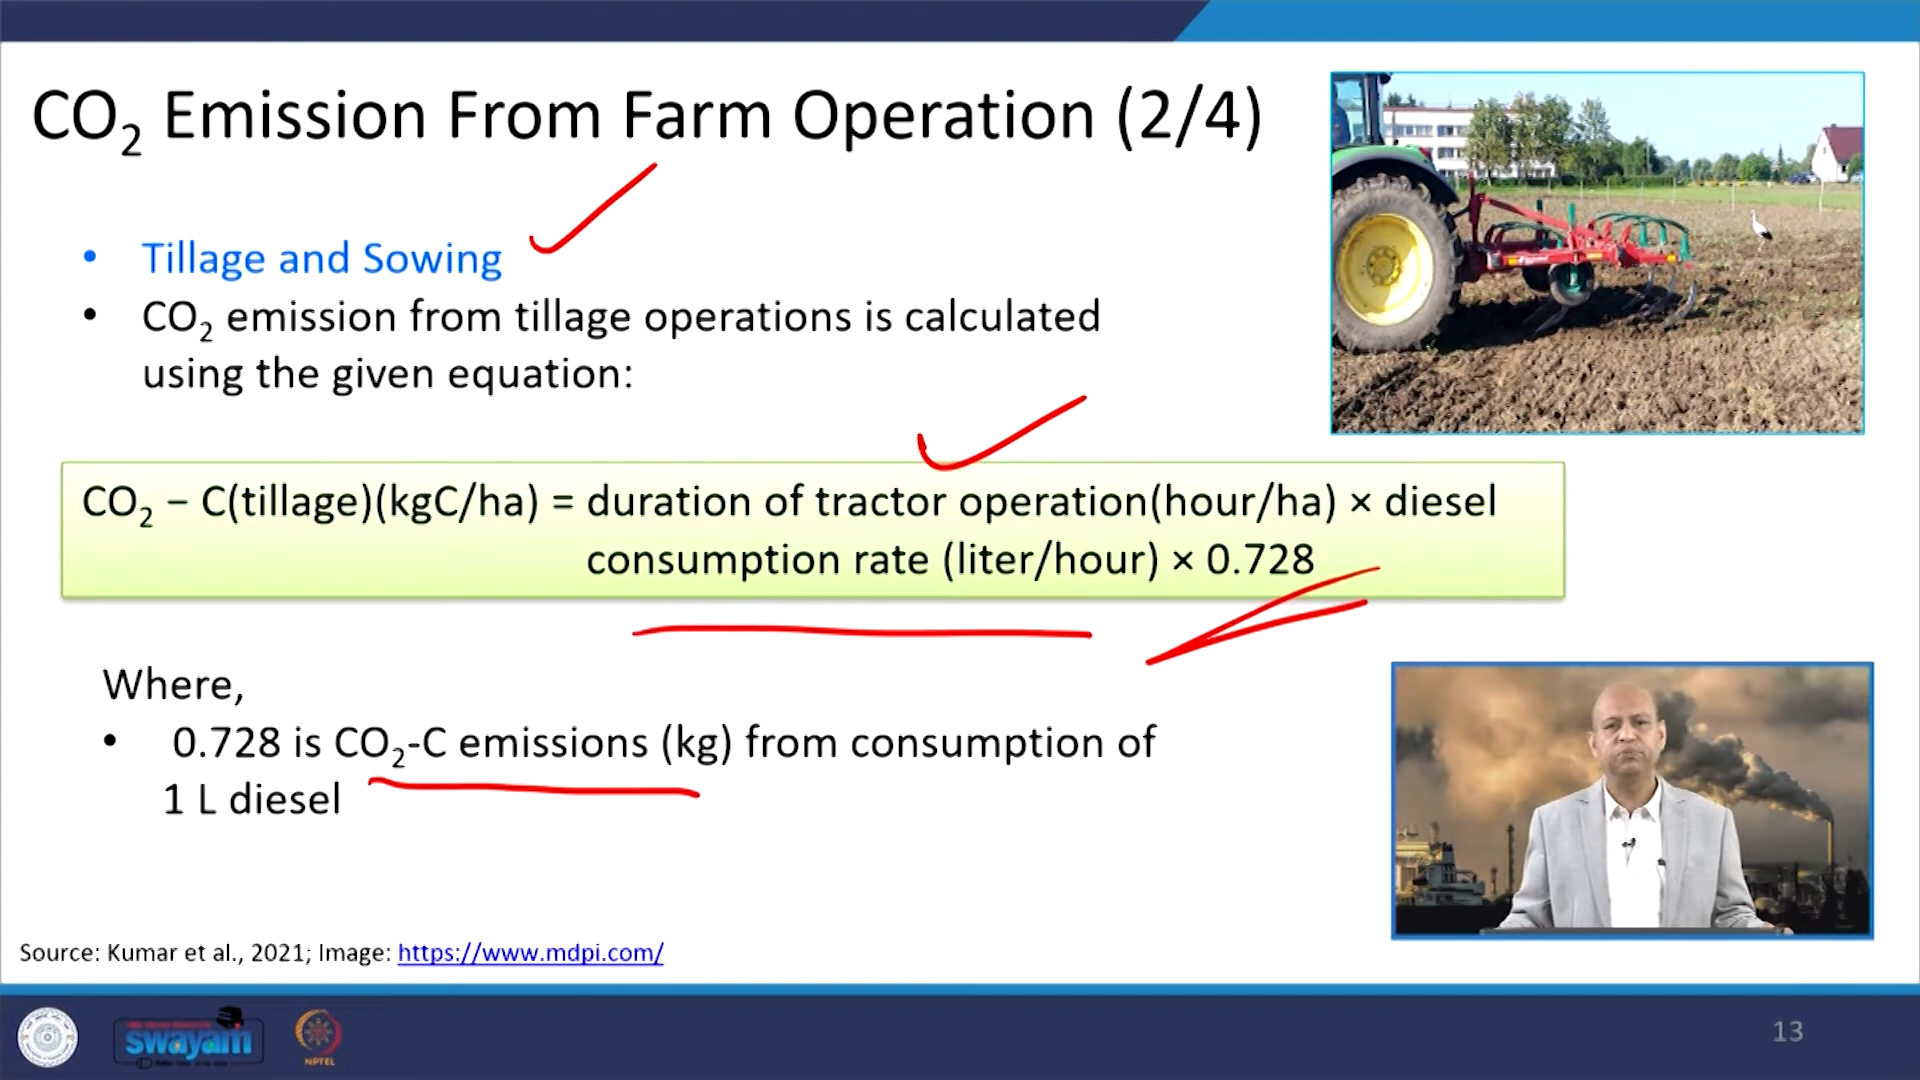 CO₂ Emission From Farm Operation (2/4)
• Tillage and Sowing
• CO₂ emission from tillage operations is calculated
using the given equation:
CO₂ − C(tillage)(kgC/ha) = duration of tractor operation(hour/ha) × diesel
consumption rate (liter/hour) × 0.728
Where,
• 0.728 is CO₂-C emissions (kg) from consumption of
1 L diesel
Source: Kumar et al., 2021; Image: https://www.mdpi.com/
swayam
NPTEL
13